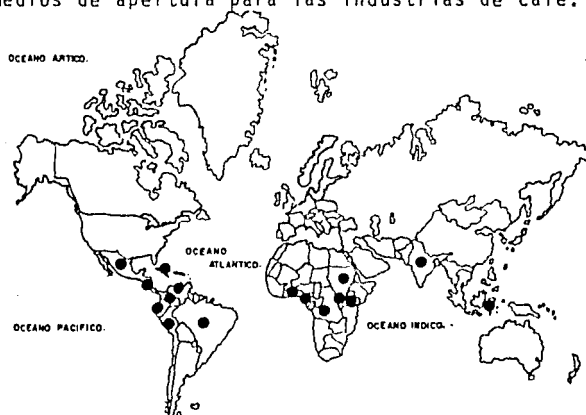 medios de apertura para las industrias de café.
OCEANO ARTICO.
OCEANO
ATLANTICO.
OCEANO PACIFICO.
OCEANO INDICO.